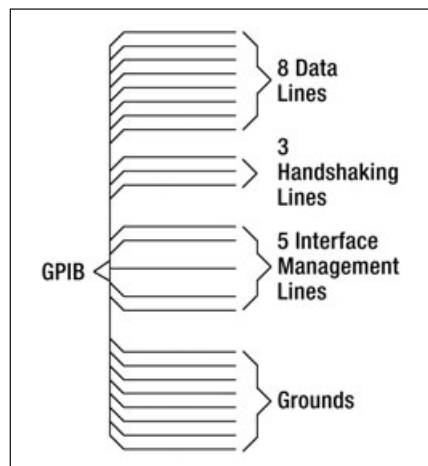 8 Data
Lines
3
Handshaking
Lines
5 Interface
Management
Lines
GPIB
Grounds